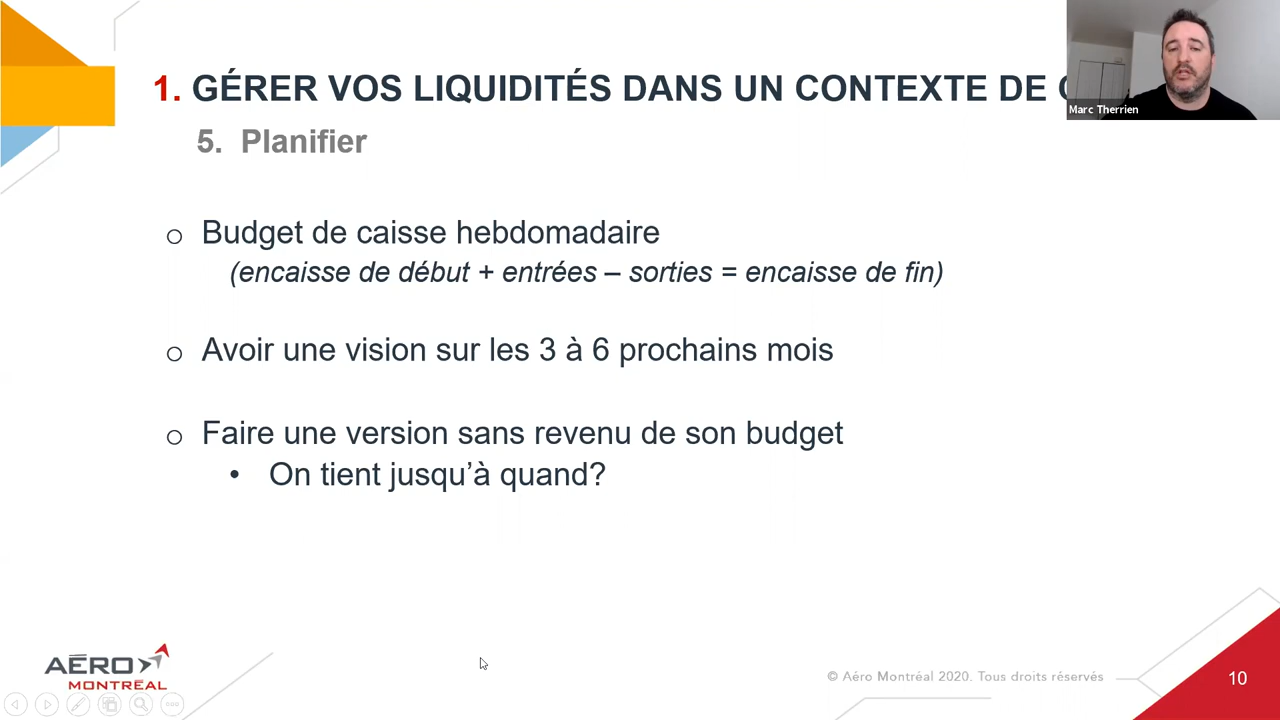 1. GÉRER VOS LIQUIDITÉS DANS UN CONTEXTE DE
Marc Therrien
5. Planifier
o Budget de caisse hebdomadaire
(encaisse de début + entrées – sorties = encaisse de fin)
o Avoir une vision sur les 3 à 6 prochains mois
o Faire une version sans revenu de son budget
• On tient jusqu’à quand?
AÉRO
MONTRÉAL
© Aéro Montréal 2020. Tous droits réservés
10